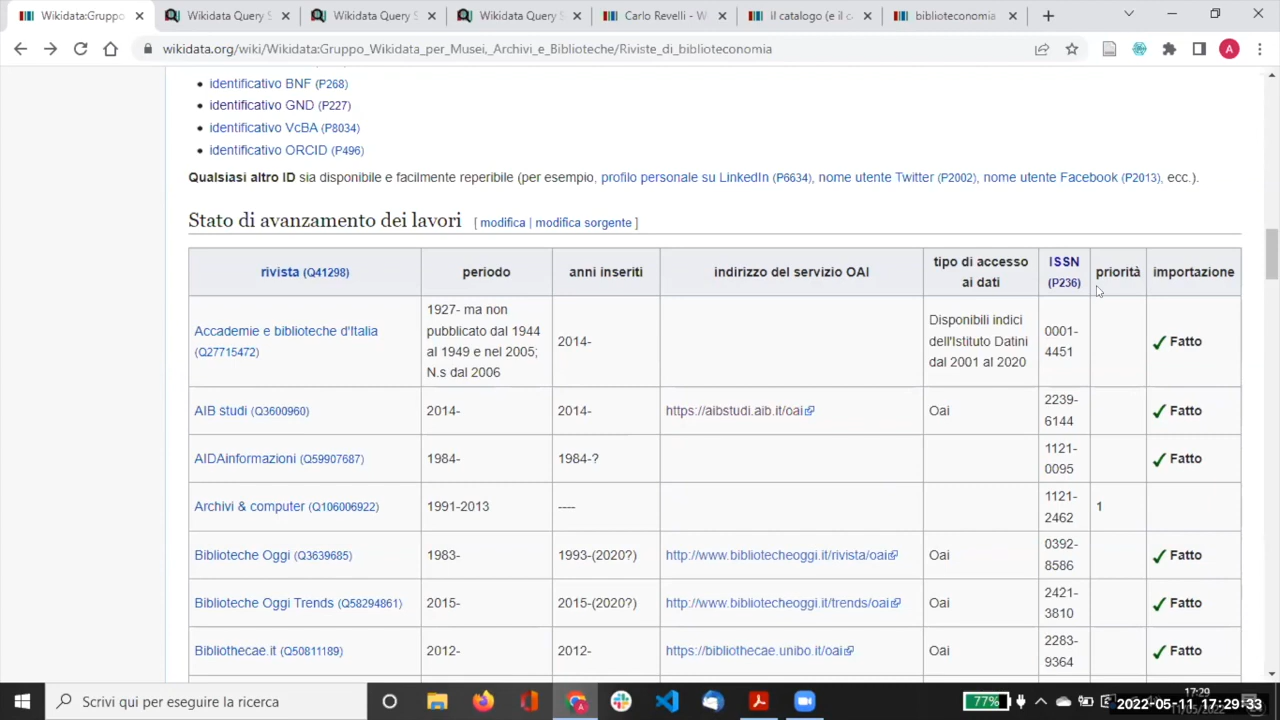 Wikidata:Gruppo
Wikidata Query S
Wikidata Query S
Wikidata Query S
Carlo Revelli - W
il catalogo (e il c
biblioteconomia
wikidata.org/wiki/Wikidata:Gruppo_Wikidata_per_Musei,_Archivi_e_Biblioteche/Riviste_di_biblioteconomia
A
identificativo BNF (P268)
identificativo GND (P227)
identificativo VcBA (P8034)
identificativo ORCID (P496)
Qualsiasi altro ID sia disponibile e facilmente reperibile (per esempio, profilo personale su LinkedIn (P6634), nome utente Twitter (P2002), nome utente Facebook (P2013), ecc.).
Stato di avanzamento dei lavori [ modifica | modifica sorgente ]
rivista (Q41298)
periodo
anni inseriti
indirizzo del servizio OAI
tipo di accesso
ai dati
ISSN
(P236)
priorità
importazione
Accademie e biblioteche d'Italia
(Q27715472)
1927- ma non
pubblicato dal 1944
al 1949 e nel 2005;
N.s dal 2006
2014-
Disponibili indici
dell'Istituto Datini
dal 2001 al 2020
0001-
4451
Fatto
AIB studi (Q3600960)
2014-
2014-
https://aibstudi.aib.it/oai
Oai
2239-
6144
Fatto
AIDAinformazioni (Q59907687)
1984-
1984-?
1121-
0095
Fatto
Archivi & computer (Q106006922)
1991-2013
----
1121-
2462
1
Biblioteche Oggi (Q3639685)
1983-
1993-(2020?)
http://www.bibliotecheoggi.it/rivista/oai
Oai
0392-
8586
Fatto
Biblioteche Oggi Trends (Q58294861)
2015-
2015-(2020?)
http://www.bibliotecheoggi.it/trends/oai
Oai
2421-
3810
Fatto
Bibliothecae.it (Q50811189)
2012-
2012-
https://bibliothecae.unibo.it/oai
Oai
2283-
9364
Fatto
Scrivi qui per eseguire la ricerca
77%
17:29
2022-05-11 17:29:33